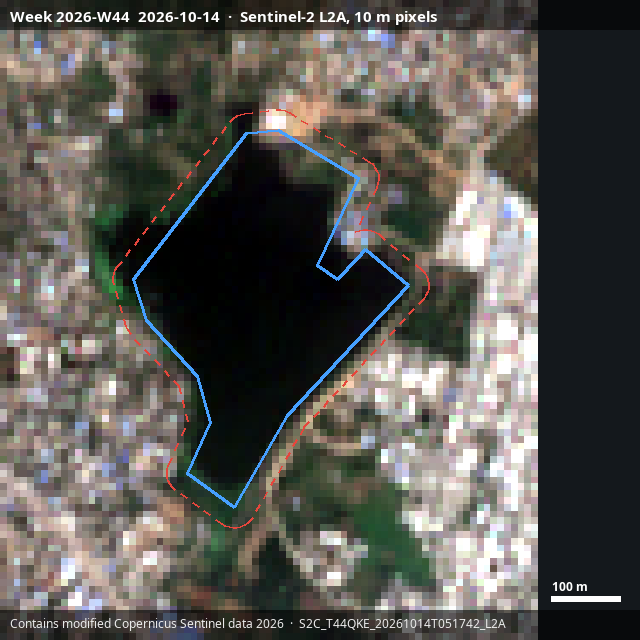 Week 2026-W44 2026-10-14 · Sentinel-2 L2A, 10 m pixels
100 m
Contains modified Copernicus Sentinel data 2026 · S2C_T44QKE_20261014T051742_L2A